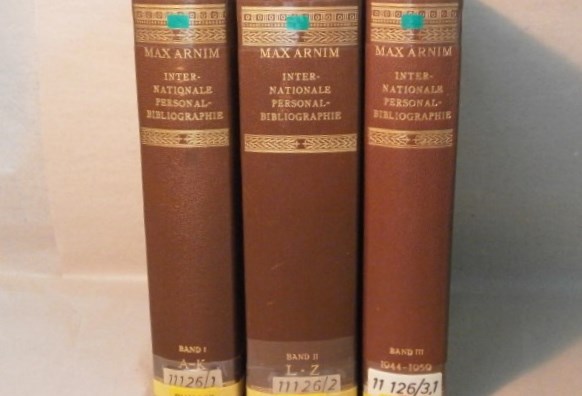 MAX ARNIM
INTER-
NATIONALE
PERSONAL-
BIBLIOGRAPHIE
BAND I
A-K
11126/1
MAX ARNIM
INTER-
NATIONALE
PERSONAL-
BIBLIOGRAPHIE
BAND II
L-Z
11126/2
MAX ARNIM
INTER-
NATIONALE
PERSONAL-
BIBLIOGRAPHIE
BAND III
1944-1959
11 126/3,1